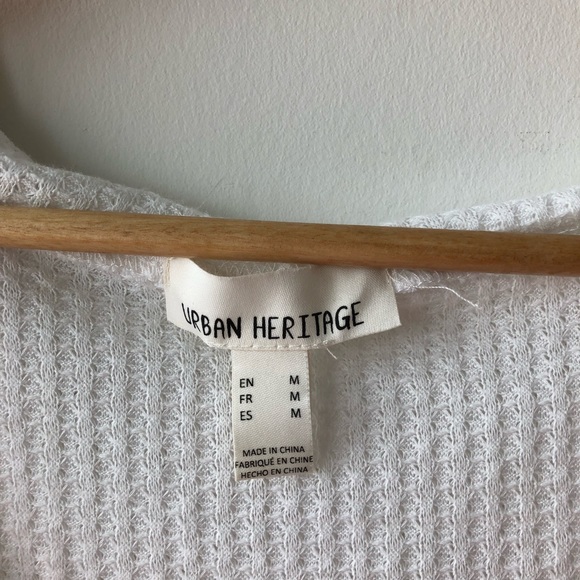 URBAN HERITAGE
EN M
FR M
ES M
MADE IN CHINA
FABRIQUÉ EN CHINE
HECHO EN CHINA